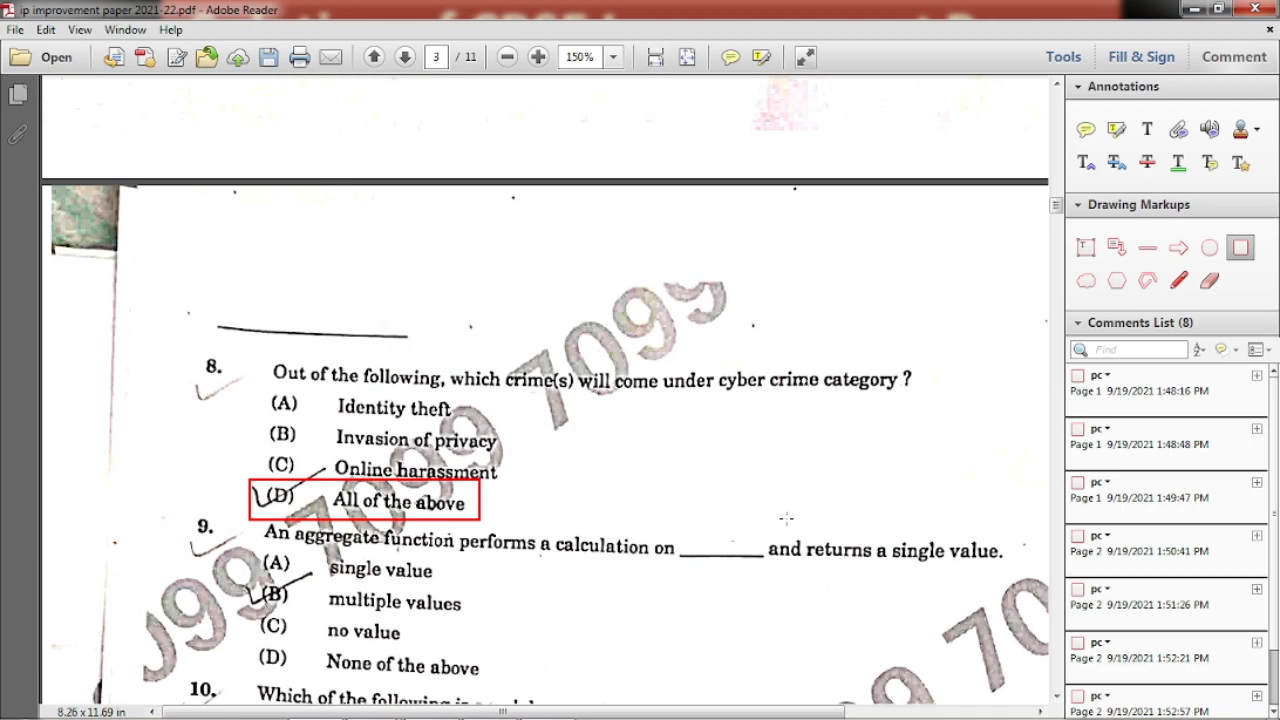 ip improvement paper 2021-22.pdf - Adobe Reader
File Edit View Window Help
Open 3 / 11 150% Tools Fill & Sign Comment
Annotations
Drawing Markups
Comments List (8)
Find
pc
Page 1 9/19/2021 1:48:16 PM
pc
Page 1 9/19/2021 1:48:48 PM
pc
Page 1 9/19/2021 1:49:47 PM
pc
Page 2 9/19/2021 1:50:41 PM
pc
Page 2 9/19/2021 1:51:26 PM
pc
Page 2 9/19/2021 1:52:21 PM
pc
Page 2 9/19/2021 1:52:57 PM
8. Out of the following, which crime(s) will come under cyber crime category ?
(A) Identity theft
(B) Invasion of privacy
(C) Online harassment
(D) All of the above
9. An aggregate function performs a calculation on ________ and returns a single value.
(A) single value
(B) multiple values
(C) no value
(D) None of the above
10. Which of the following is
7099 7099 7099
8.26 x 11.69 in